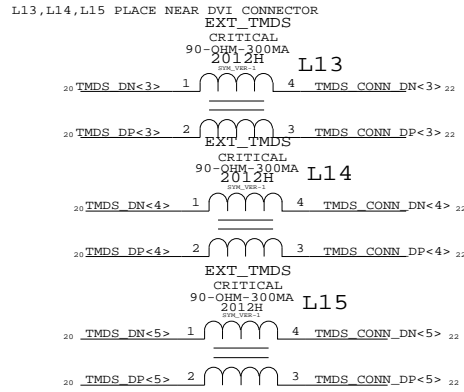 L13,L14,L15 PLACE NEAR DVI CONNECTOR
EXT_TMDS
CRITICAL
90-OHM-300MA
2012H
SYM_VER-1
L13
20 TMDS_DN<3> 1 4 TMDS_CONN_DN<3> 22
20 TMDS_DP<3> 2 3 TMDS_CONN_DP<3> 22
EXT_TMDS
CRITICAL
90-OHM-300MA
2012H
SYM_VER-1
L14
20 TMDS_DN<4> 1 4 TMDS_CONN_DN<4> 22
20 TMDS_DP<4> 2 3 TMDS_CONN_DP<4> 22
EXT_TMDS
CRITICAL
90-OHM-300MA
2012H
SYM_VER-1
L15
20 TMDS_DN<5> 1 4 TMDS_CONN_DN<5> 22
20 TMDS_DP<5> 2 3 TMDS_CONN_DP<5> 22